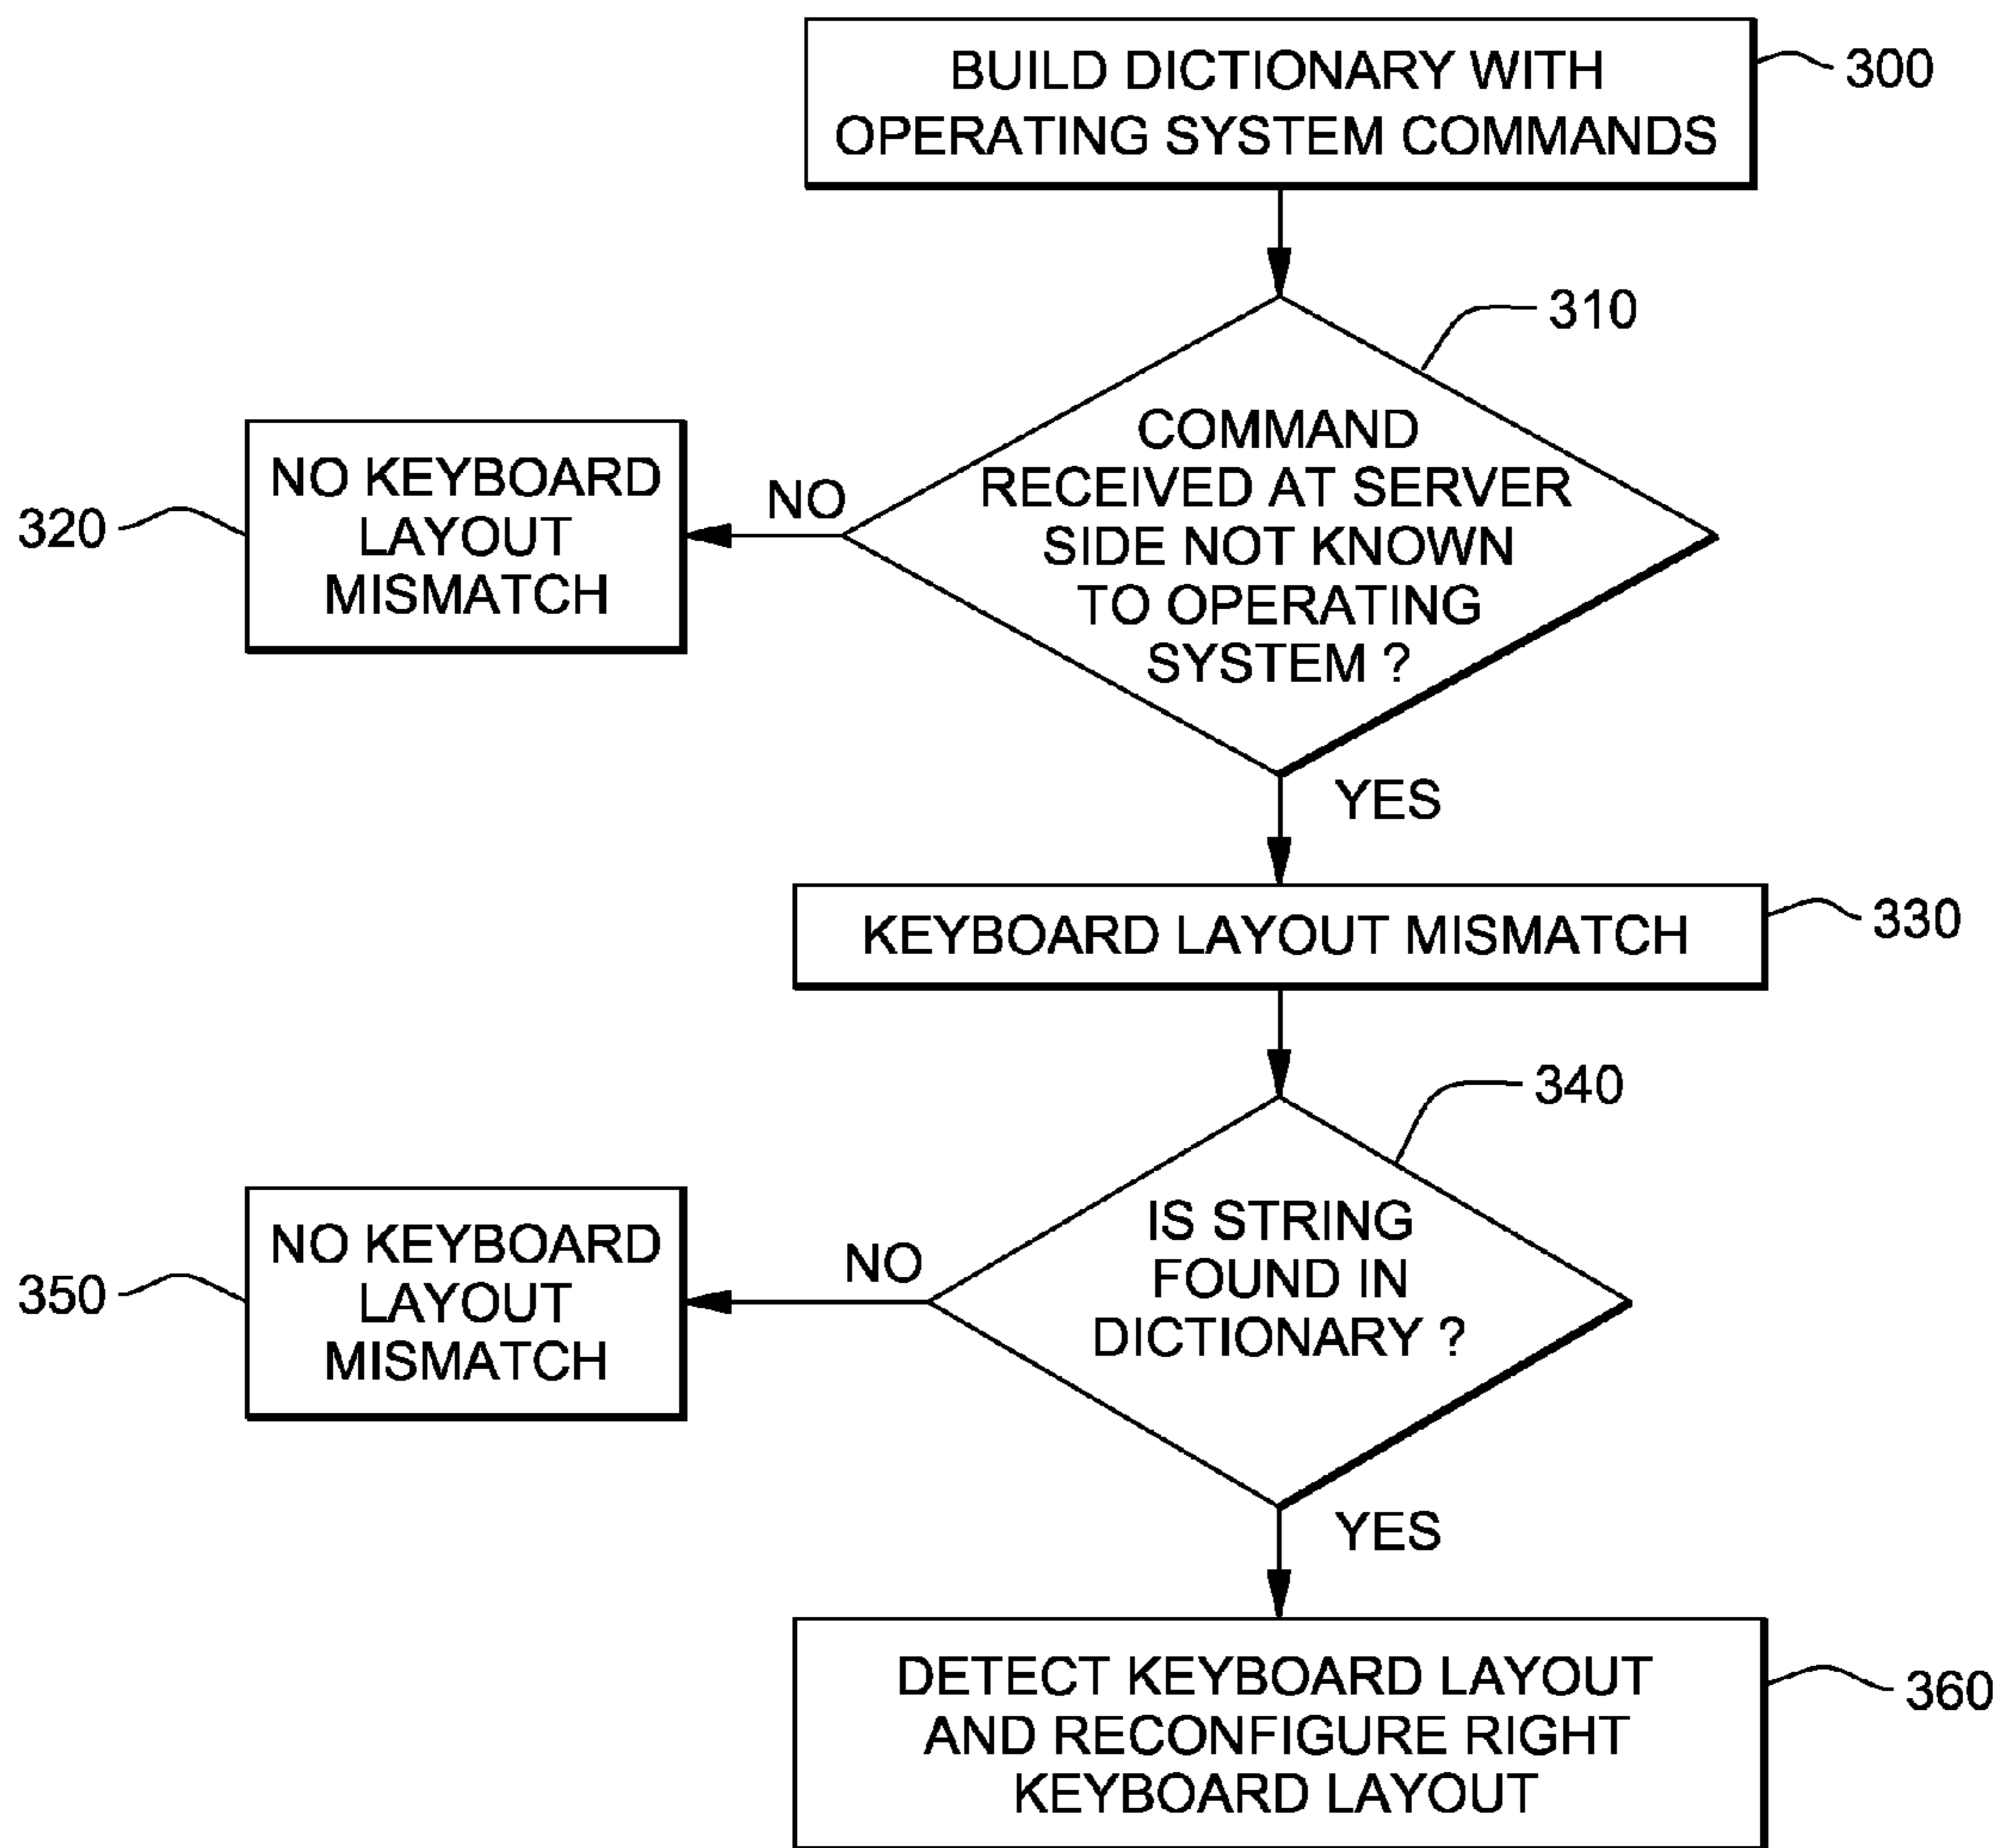 BUILD DICTIONARY WITH
OPERATING SYSTEM COMMANDS
300
310
COMMAND
RECEIVED AT SERVER
SIDE NOT KNOWN
TO OPERATING
SYSTEM ?
NO
NO KEYBOARD
LAYOUT
MISMATCH
320
YES
KEYBOARD LAYOUT MISMATCH
330
340
IS STRING
FOUND IN
DICTIONARY ?
NO
NO KEYBOARD
LAYOUT
MISMATCH
350
YES
DETECT KEYBOARD LAYOUT
AND RECONFIGURE RIGHT
KEYBOARD LAYOUT
360